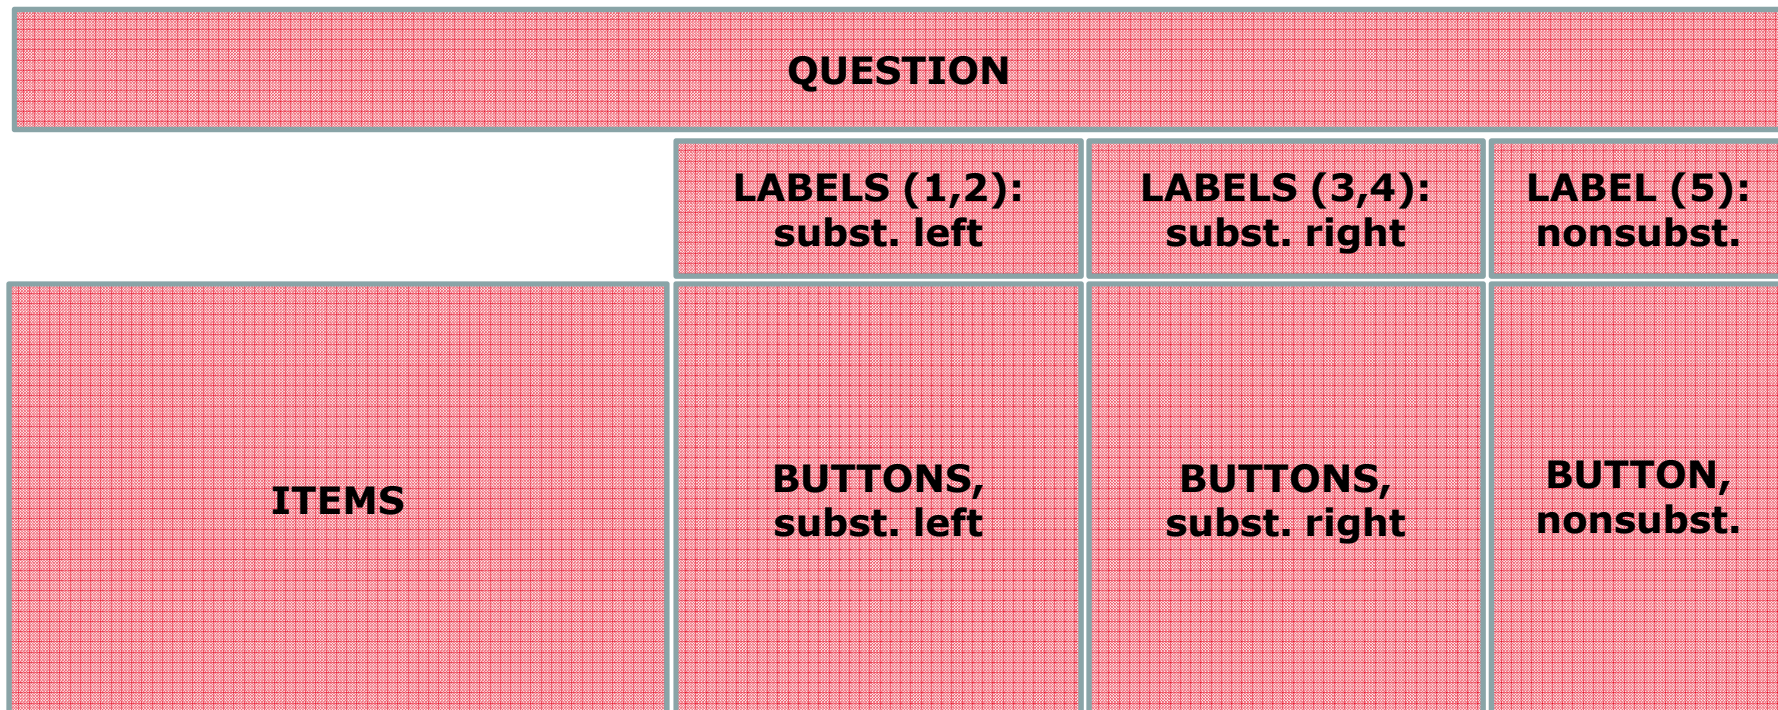 QUESTION
LABELS (1,2):
subst. left
LABELS (3,4):
subst. right
LABEL (5):
nonsubst.
ITEMS
BUTTONS,
subst. left
BUTTONS,
subst. right
BUTTON,
nonsubst.